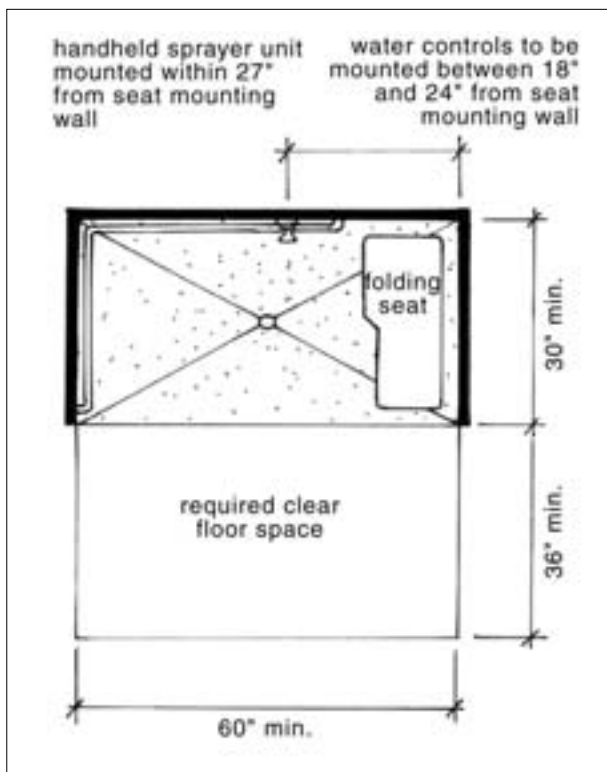 handheld sprayer unit
mounted within 27"
from seat mounting
wall
water controls to be
mounted between 18"
and 24" from seat
mounting wall
folding
seat
30" min.
required clear
floor space
36" min.
60" min.